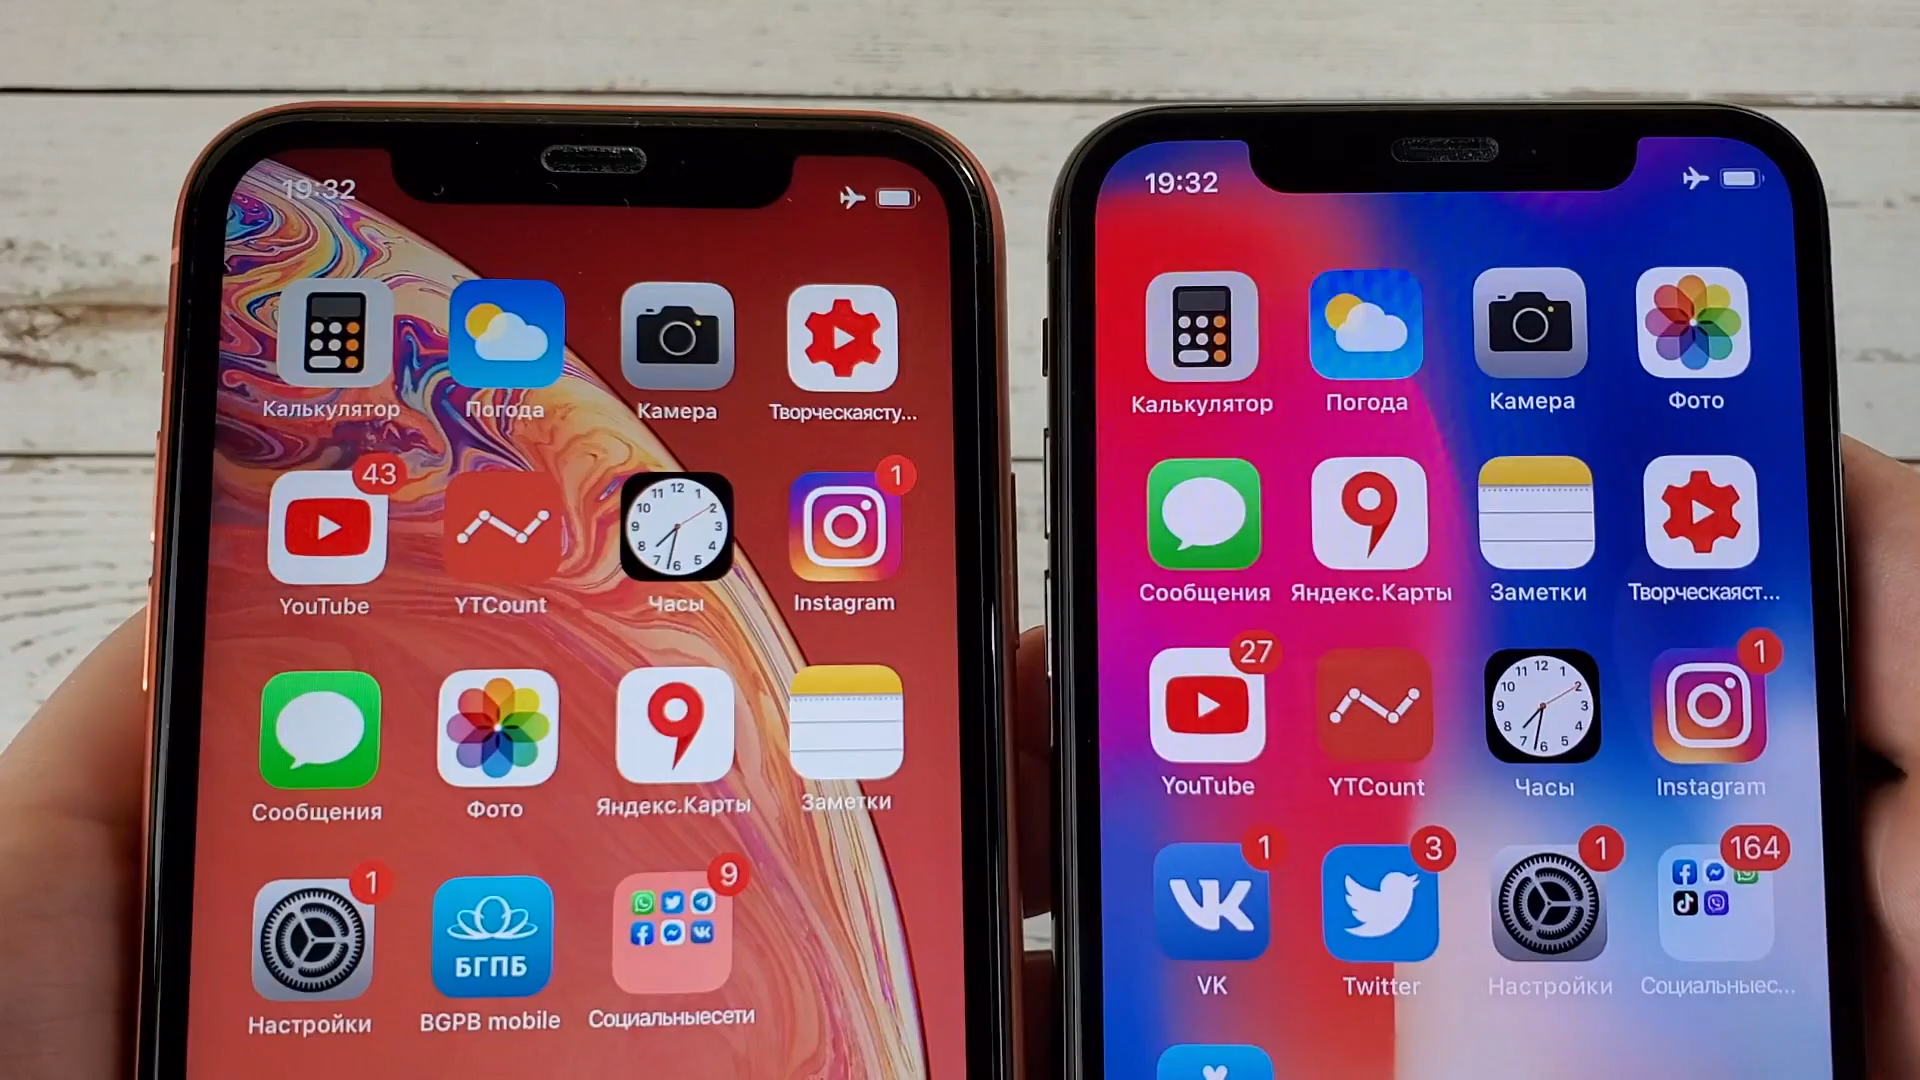 19:32
Калькулятор Погода Камера Творческаясту...
43 1
YouTube YTCount Часы Instagram
Сообщения Фото Яндекс.Карты Заметки
1 9
БГПБ
Настройки BGPB mobile Социальныесети
19:32
Калькулятор Погода Камера Фото
Сообщения Яндекс.Карты Заметки Творческаяст...
27 1
YouTube YTCount Часы Instagram
1 3 1 164
VK Twitter Настройки Социальныес...